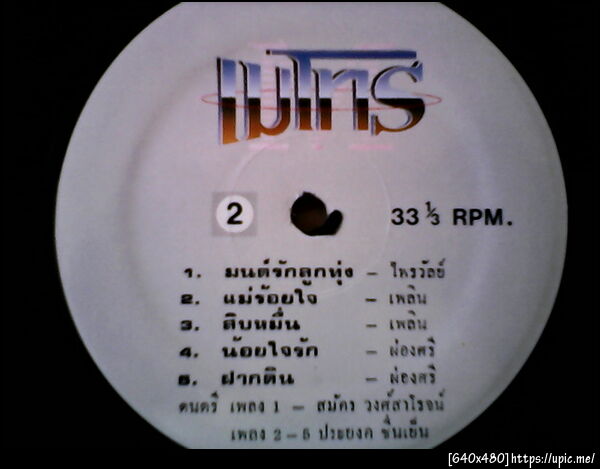 เมโทร
2
33 1/3 RPM.
1. มนต์รักลูกทุ่ง – ไพรวัลย์
2. แม่ร้อยใจ – เพลิน
3. สิบหมื่น – เพลิน
4. น้อยใจรัก – ผ่องศรี
5. ฝากดิน – ผ่องศรี
ดนตรี เพลง 1 – สมัคร วงศ์สาโรจน์
เพลง 2-5 ประยงค์ ชื่นเย็น
[640x480]https://upic.me/